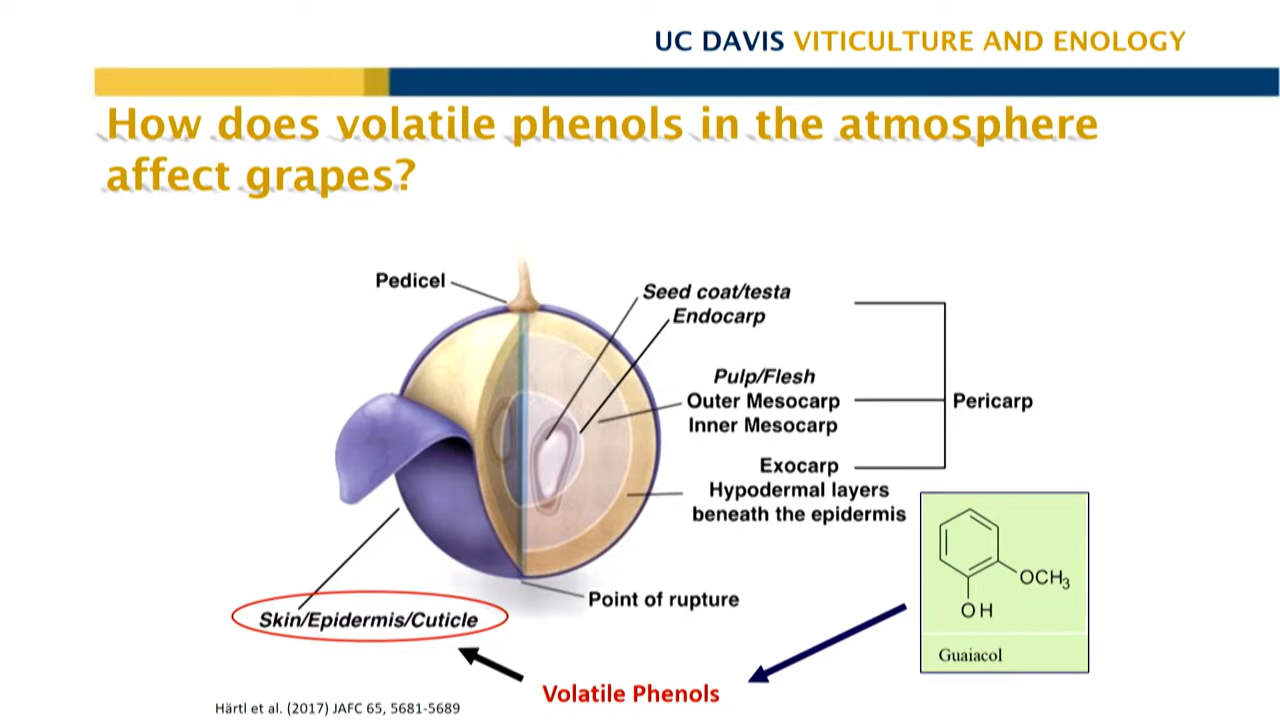 UC DAVIS VITICULTURE AND ENOLOGY
How does volatile phenols in the atmosphere
affect grapes?
Pedicel
Seed coat/testa
Endocarp
Pulp/Flesh
Outer Mesocarp
Inner Mesocarp
Pericarp
Exocarp
Hypodermal layers
beneath the epidermis
OCH3
OH
Guaiacol
Point of rupture
Skin/Epidermis/Cuticle
Volatile Phenols
Härtl et al. (2017) JAFC 65, 5681-5689